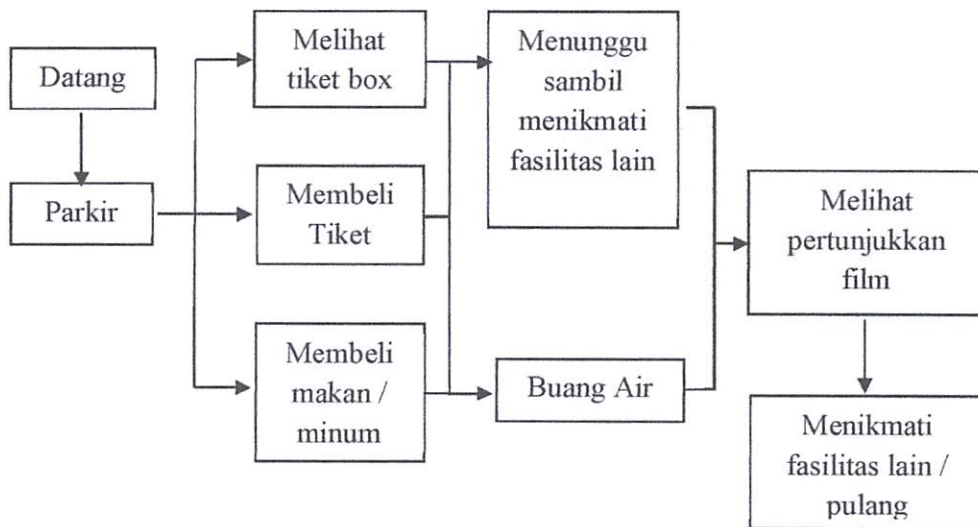 Datang
Parkir
Melihat
tiket box
Membeli
Tiket
Membeli
makan /
minum
Menunggu
sambil
menikmati
fasilitas lain
Buang Air
Melihat
pertunjukkan
film
Menikmati
fasilitas lain /
pulang